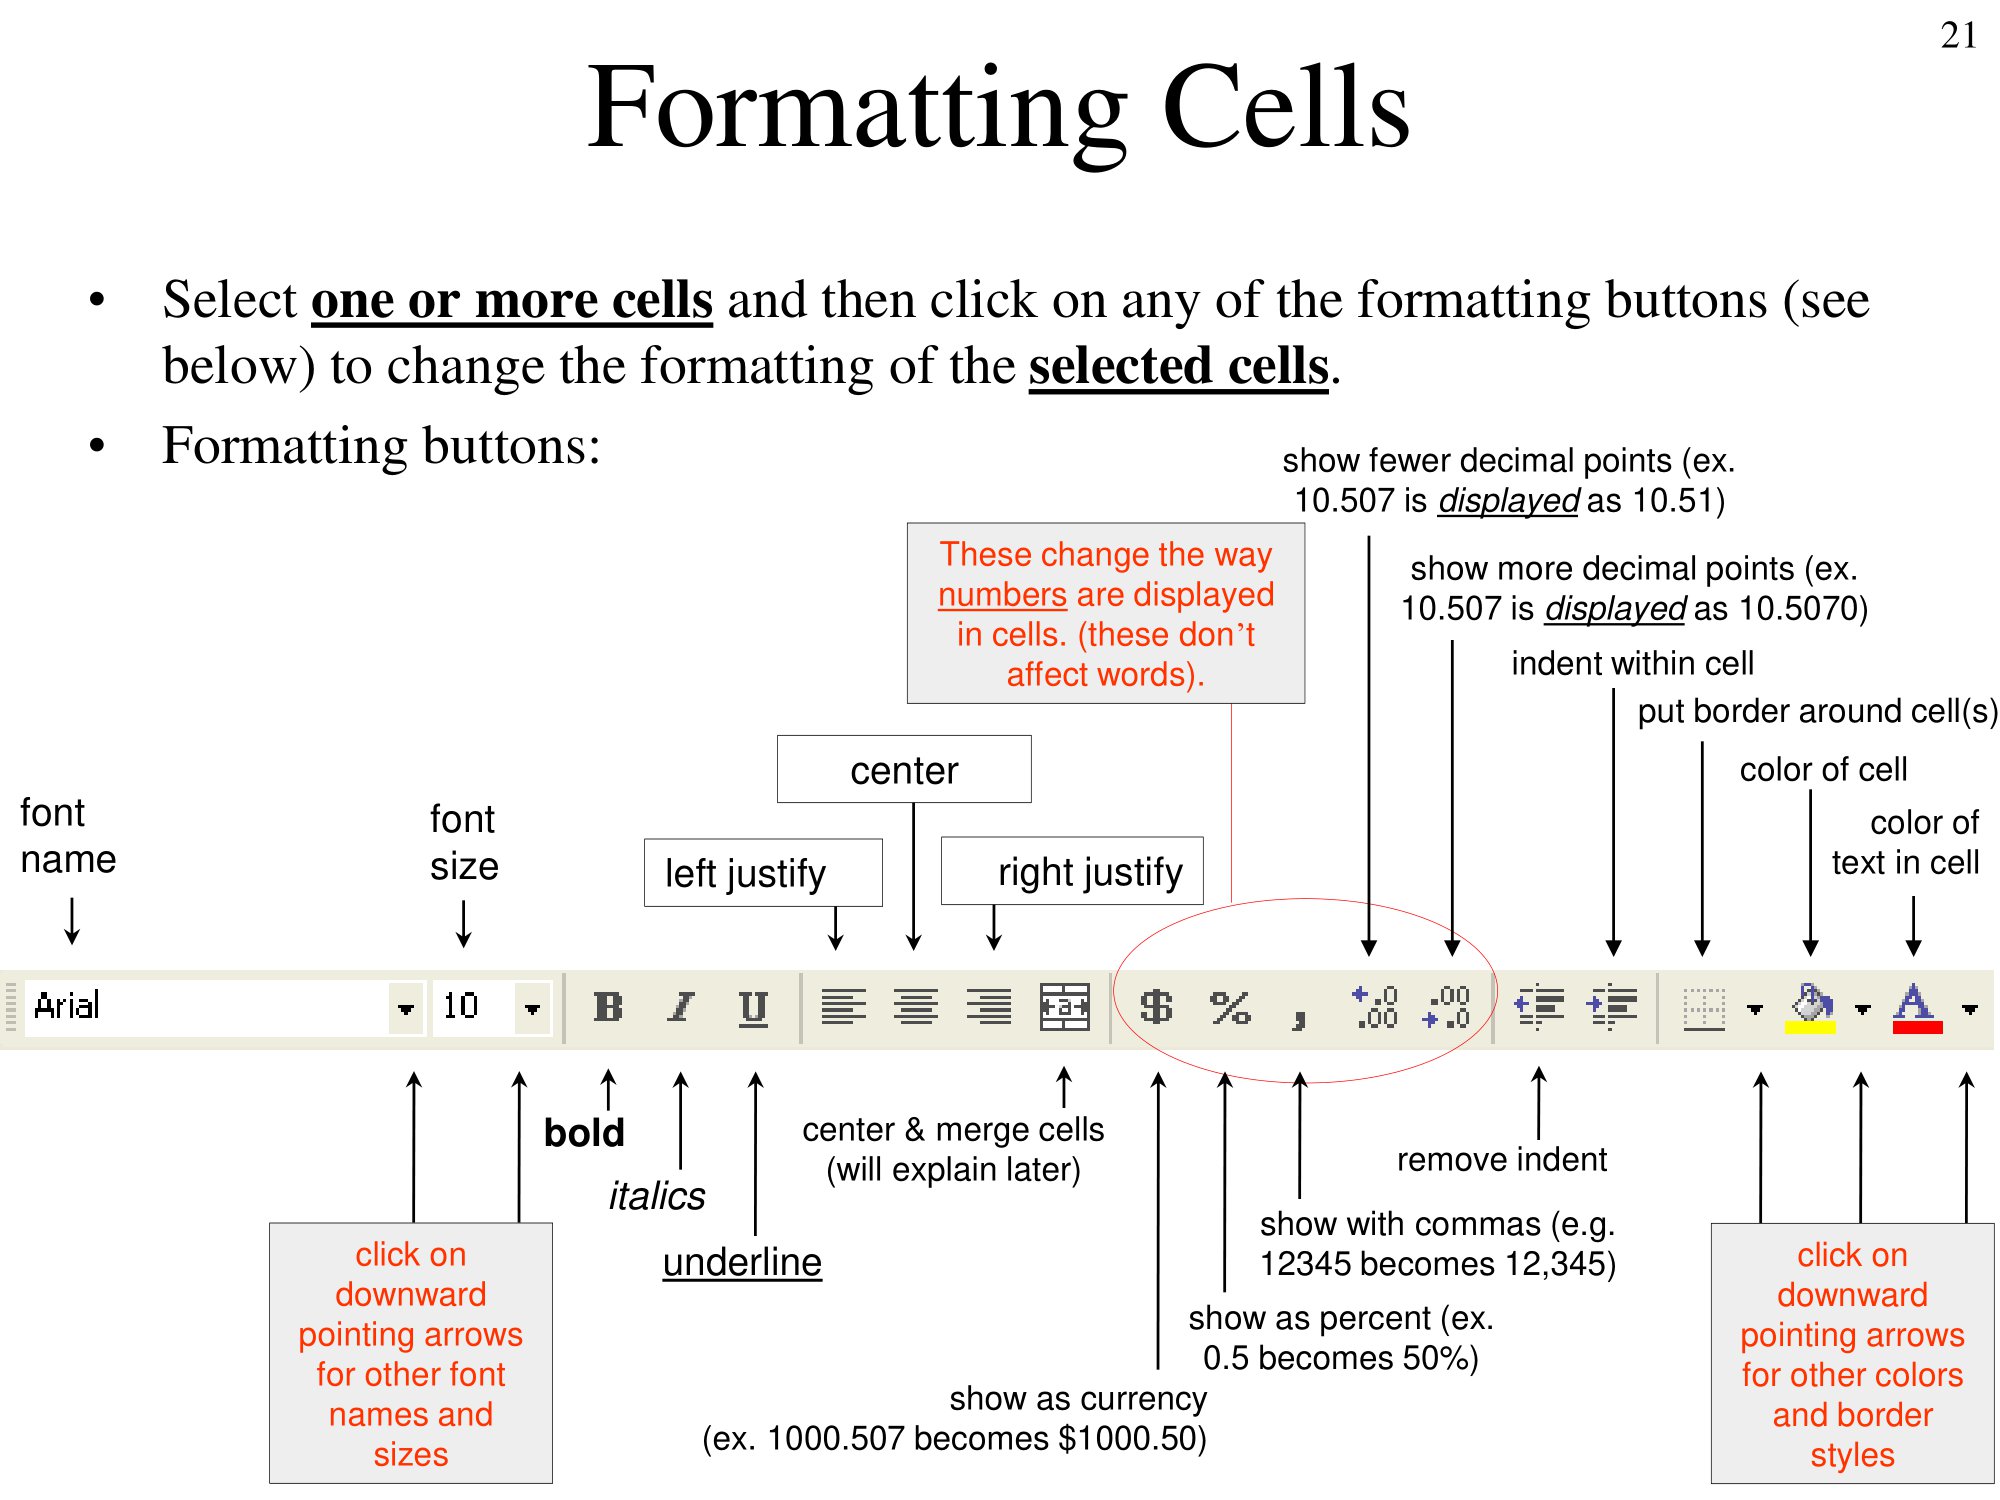 21
Formatting Cells
• Select one or more cells and then click on any of the formatting buttons (see
below) to change the formatting of the selected cells.
• Formatting buttons:
show fewer decimal points (ex.
10.507 is displayed as 10.51)
These change the way
numbers are displayed
in cells. (these don’t
affect words).
show more decimal points (ex.
10.507 is displayed as 10.5070)
indent within cell
put border around cell(s)
center
color of cell
font
name
font
size
left justify
right justify
color of
text in cell
Arial 10 B I U a $ % , .0 .00 .00 .0 A
bold
center & merge cells
(will explain later)
remove indent
italics
show with commas (e.g.
12345 becomes 12,345)
underline
click on
downward
pointing arrows
for other font
names and
sizes
show as percent (ex.
0.5 becomes 50%)
show as currency
(ex. 1000.507 becomes $1000.50)
click on
downward
pointing arrows
for other colors
and border
styles